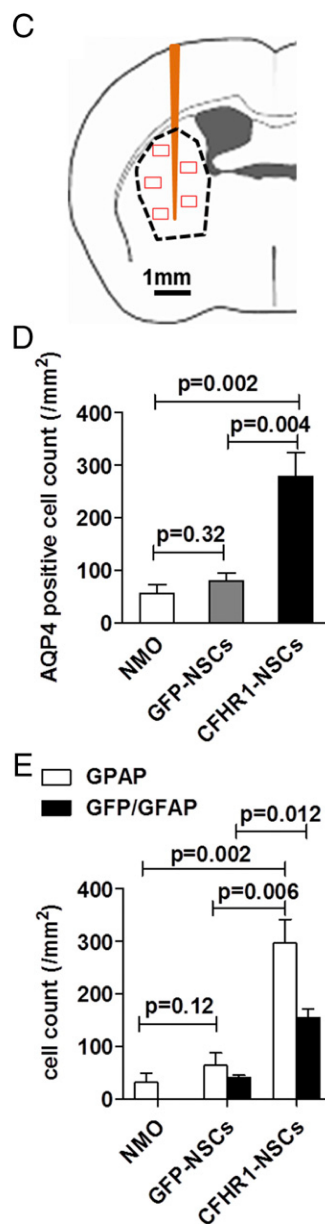 C
1mm
D
p=0.002
p=0.004
p=0.32
AQP4 positive cell count (/mm²)
400
300
200
100
0
NMO
GFP-NSCs
CFHR1-NSCs
E
GPAP
GFP/GFAP
p=0.012
p=0.002
p=0.006
p=0.12
cell count (/mm²)
400
300
200
100
0
NMO
GFP-NSCs
CFHR1-NSCs